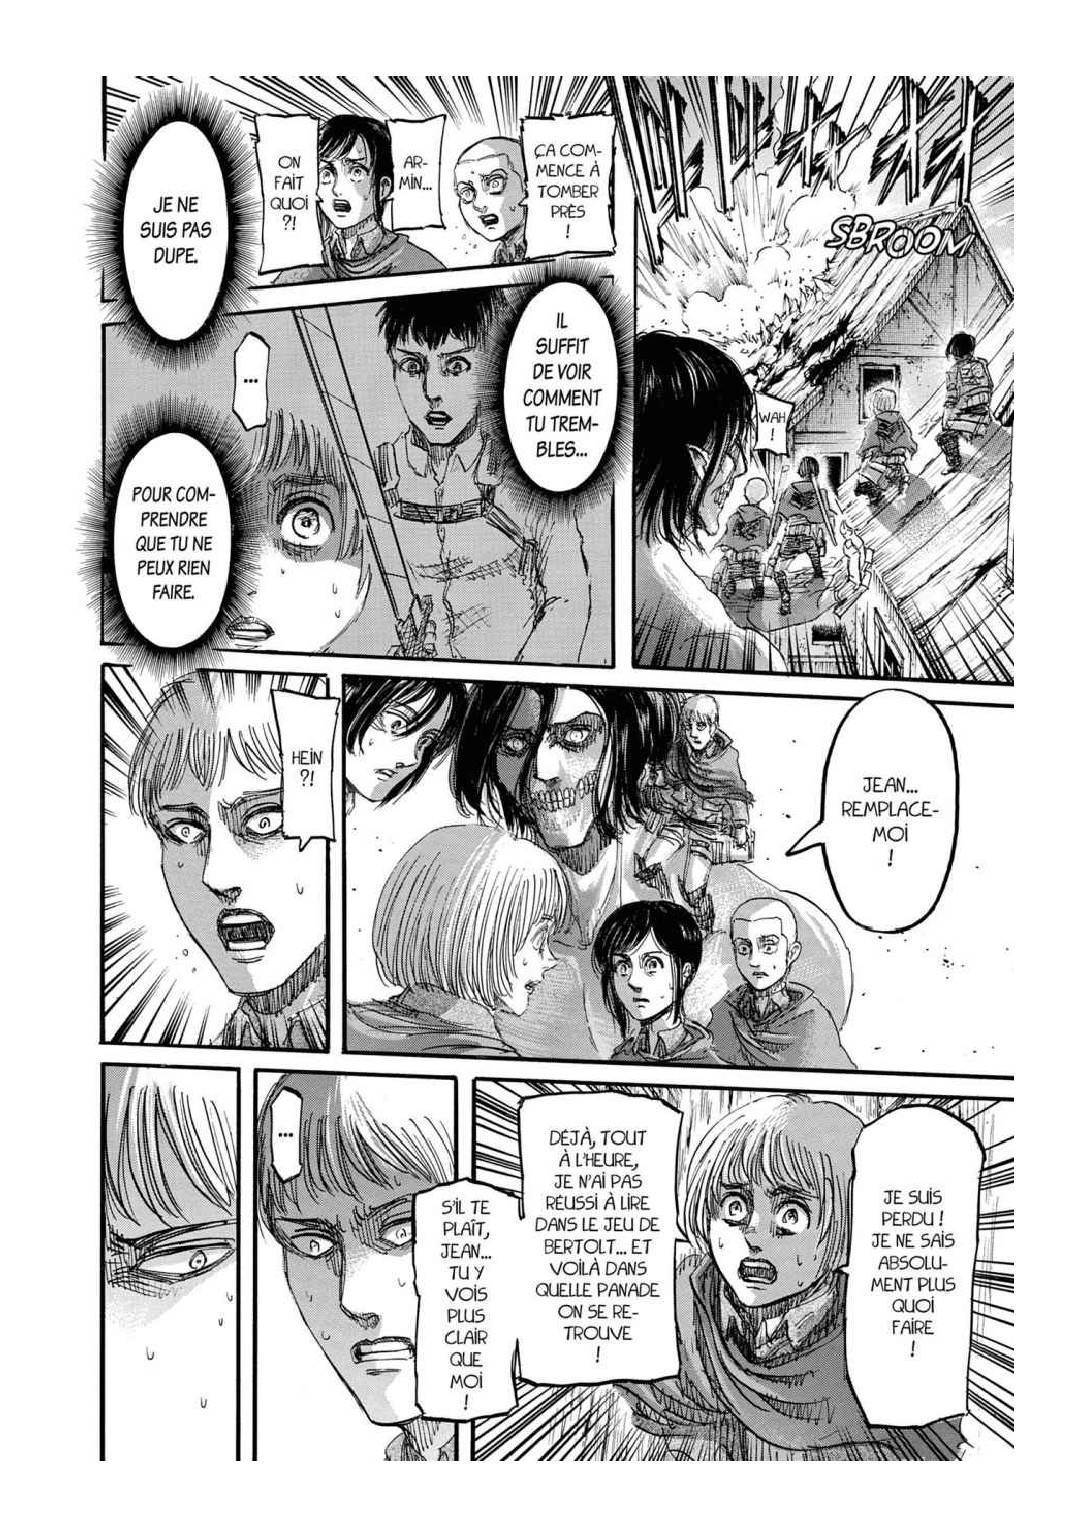 SBROOM
WAH
!
ÇA COM-
MENCE À
TOMBER
PRÈS
!
AR-
MIN...
ON
FAIT
QUOI
?!
JE NE
SUIS PAS
DUPE.
IL
SUFFIT
DE VOIR
COMMENT
TU TREM-
BLES...
...
POUR COM-
PRENDRE
QUE TU NE
PEUX RIEN
FAIRE.
JEAN...
REMPLACE-
MOI
!
HEIN
?!
JE SUIS
PERDU !
JE NE SAIS
ABSOLU-
MENT PLUS
QUOI
FAIRE
!
DÉJÀ, TOUT
À L'HEURE,
JE N'AI PAS
RÉUSSI À LIRE
DANS LE JEU DE
BERTOLT... ET
VOILÀ DANS
QUELLE PANADE
ON SE RE-
TROUVE
!
S'IL TE
PLAÎT,
JEAN...
TU Y
VOIS
PLUS
CLAIR
QUE
MOI
!
...